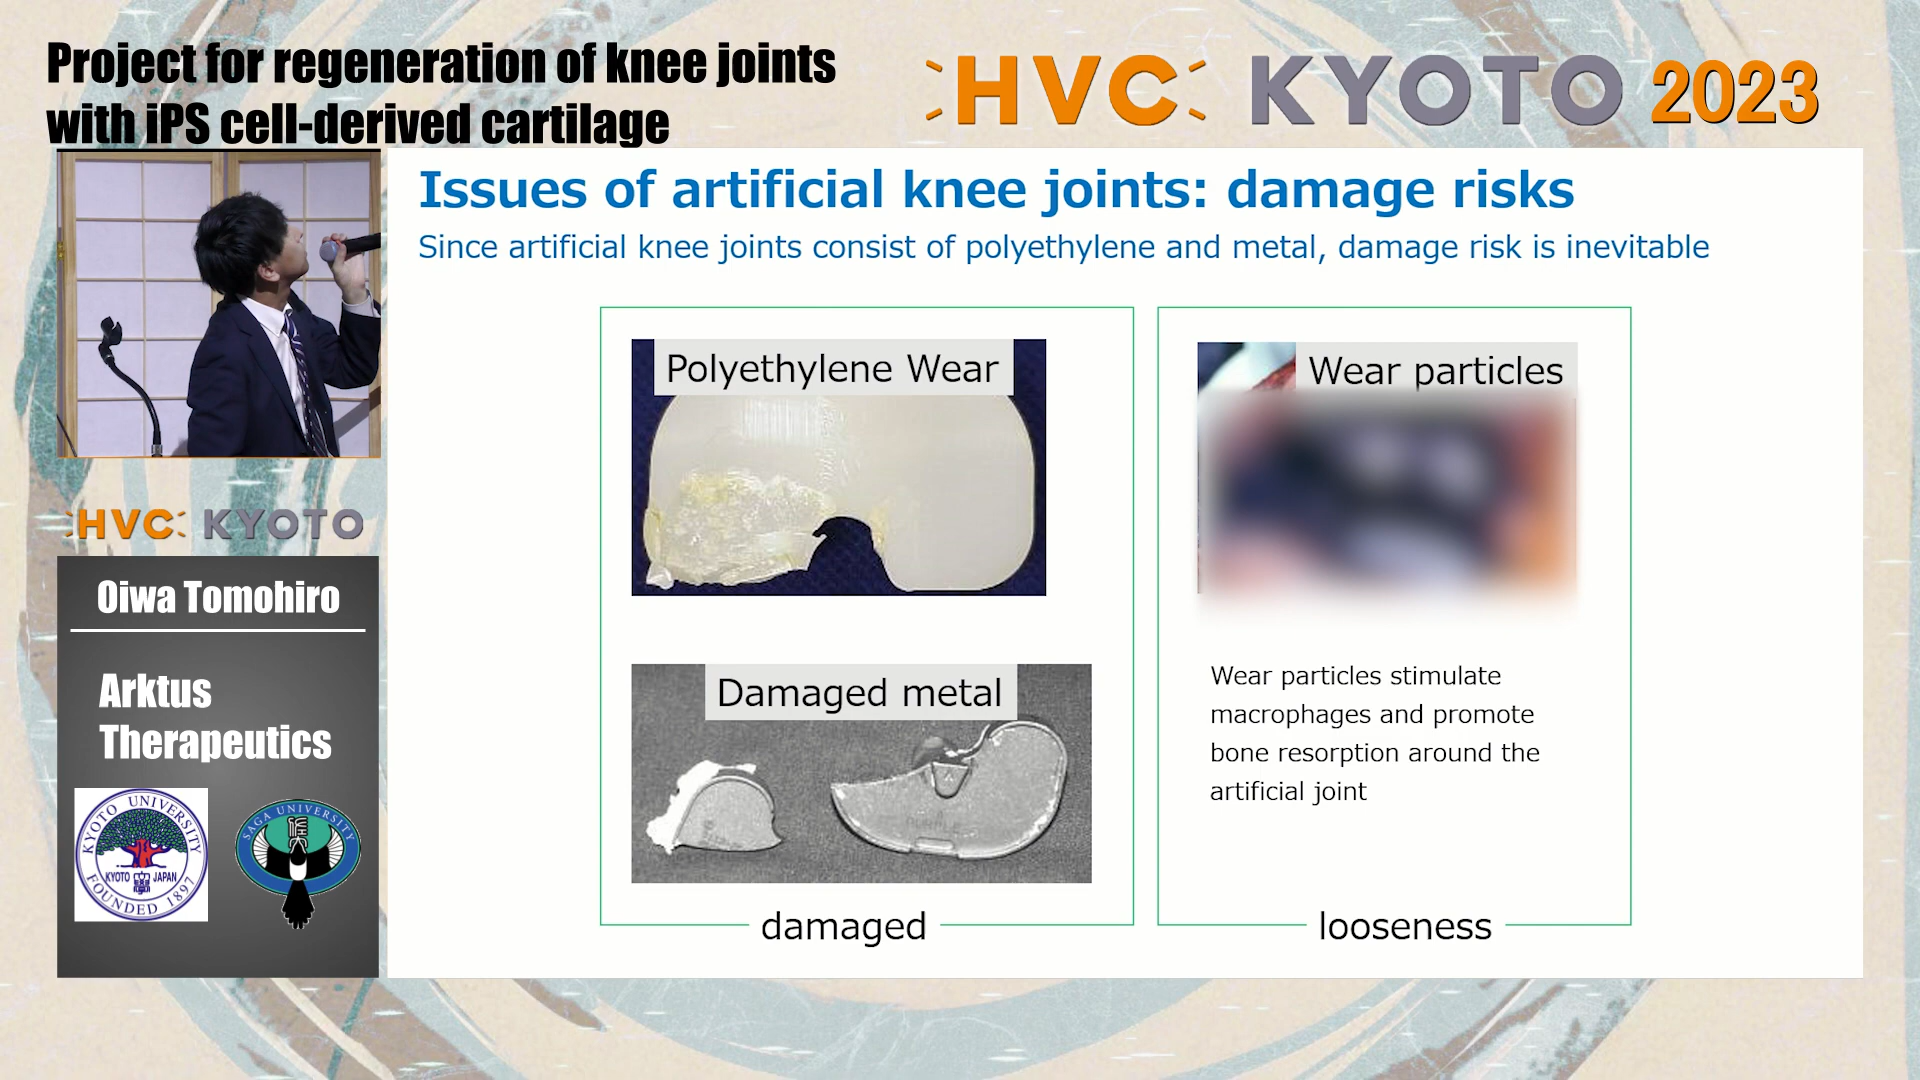 Project for regeneration of knee joints
with iPS cell-derived cartilage
HVC KYOTO 2023
Issues of artificial knee joints: damage risks
Since artificial knee joints consist of polyethylene and metal, damage risk is inevitable
Polyethylene Wear
Damaged metal
damaged
Wear particles
Wear particles stimulate
macrophages and promote
bone resorption around the
artificial joint
looseness
HVC KYOTO
Oiwa Tomohiro
Arktus
Therapeutics
KYOTO UNIVERSITY
KYOTO JAPAN
FOUNDED 1897
SAGA UNIVERSITY